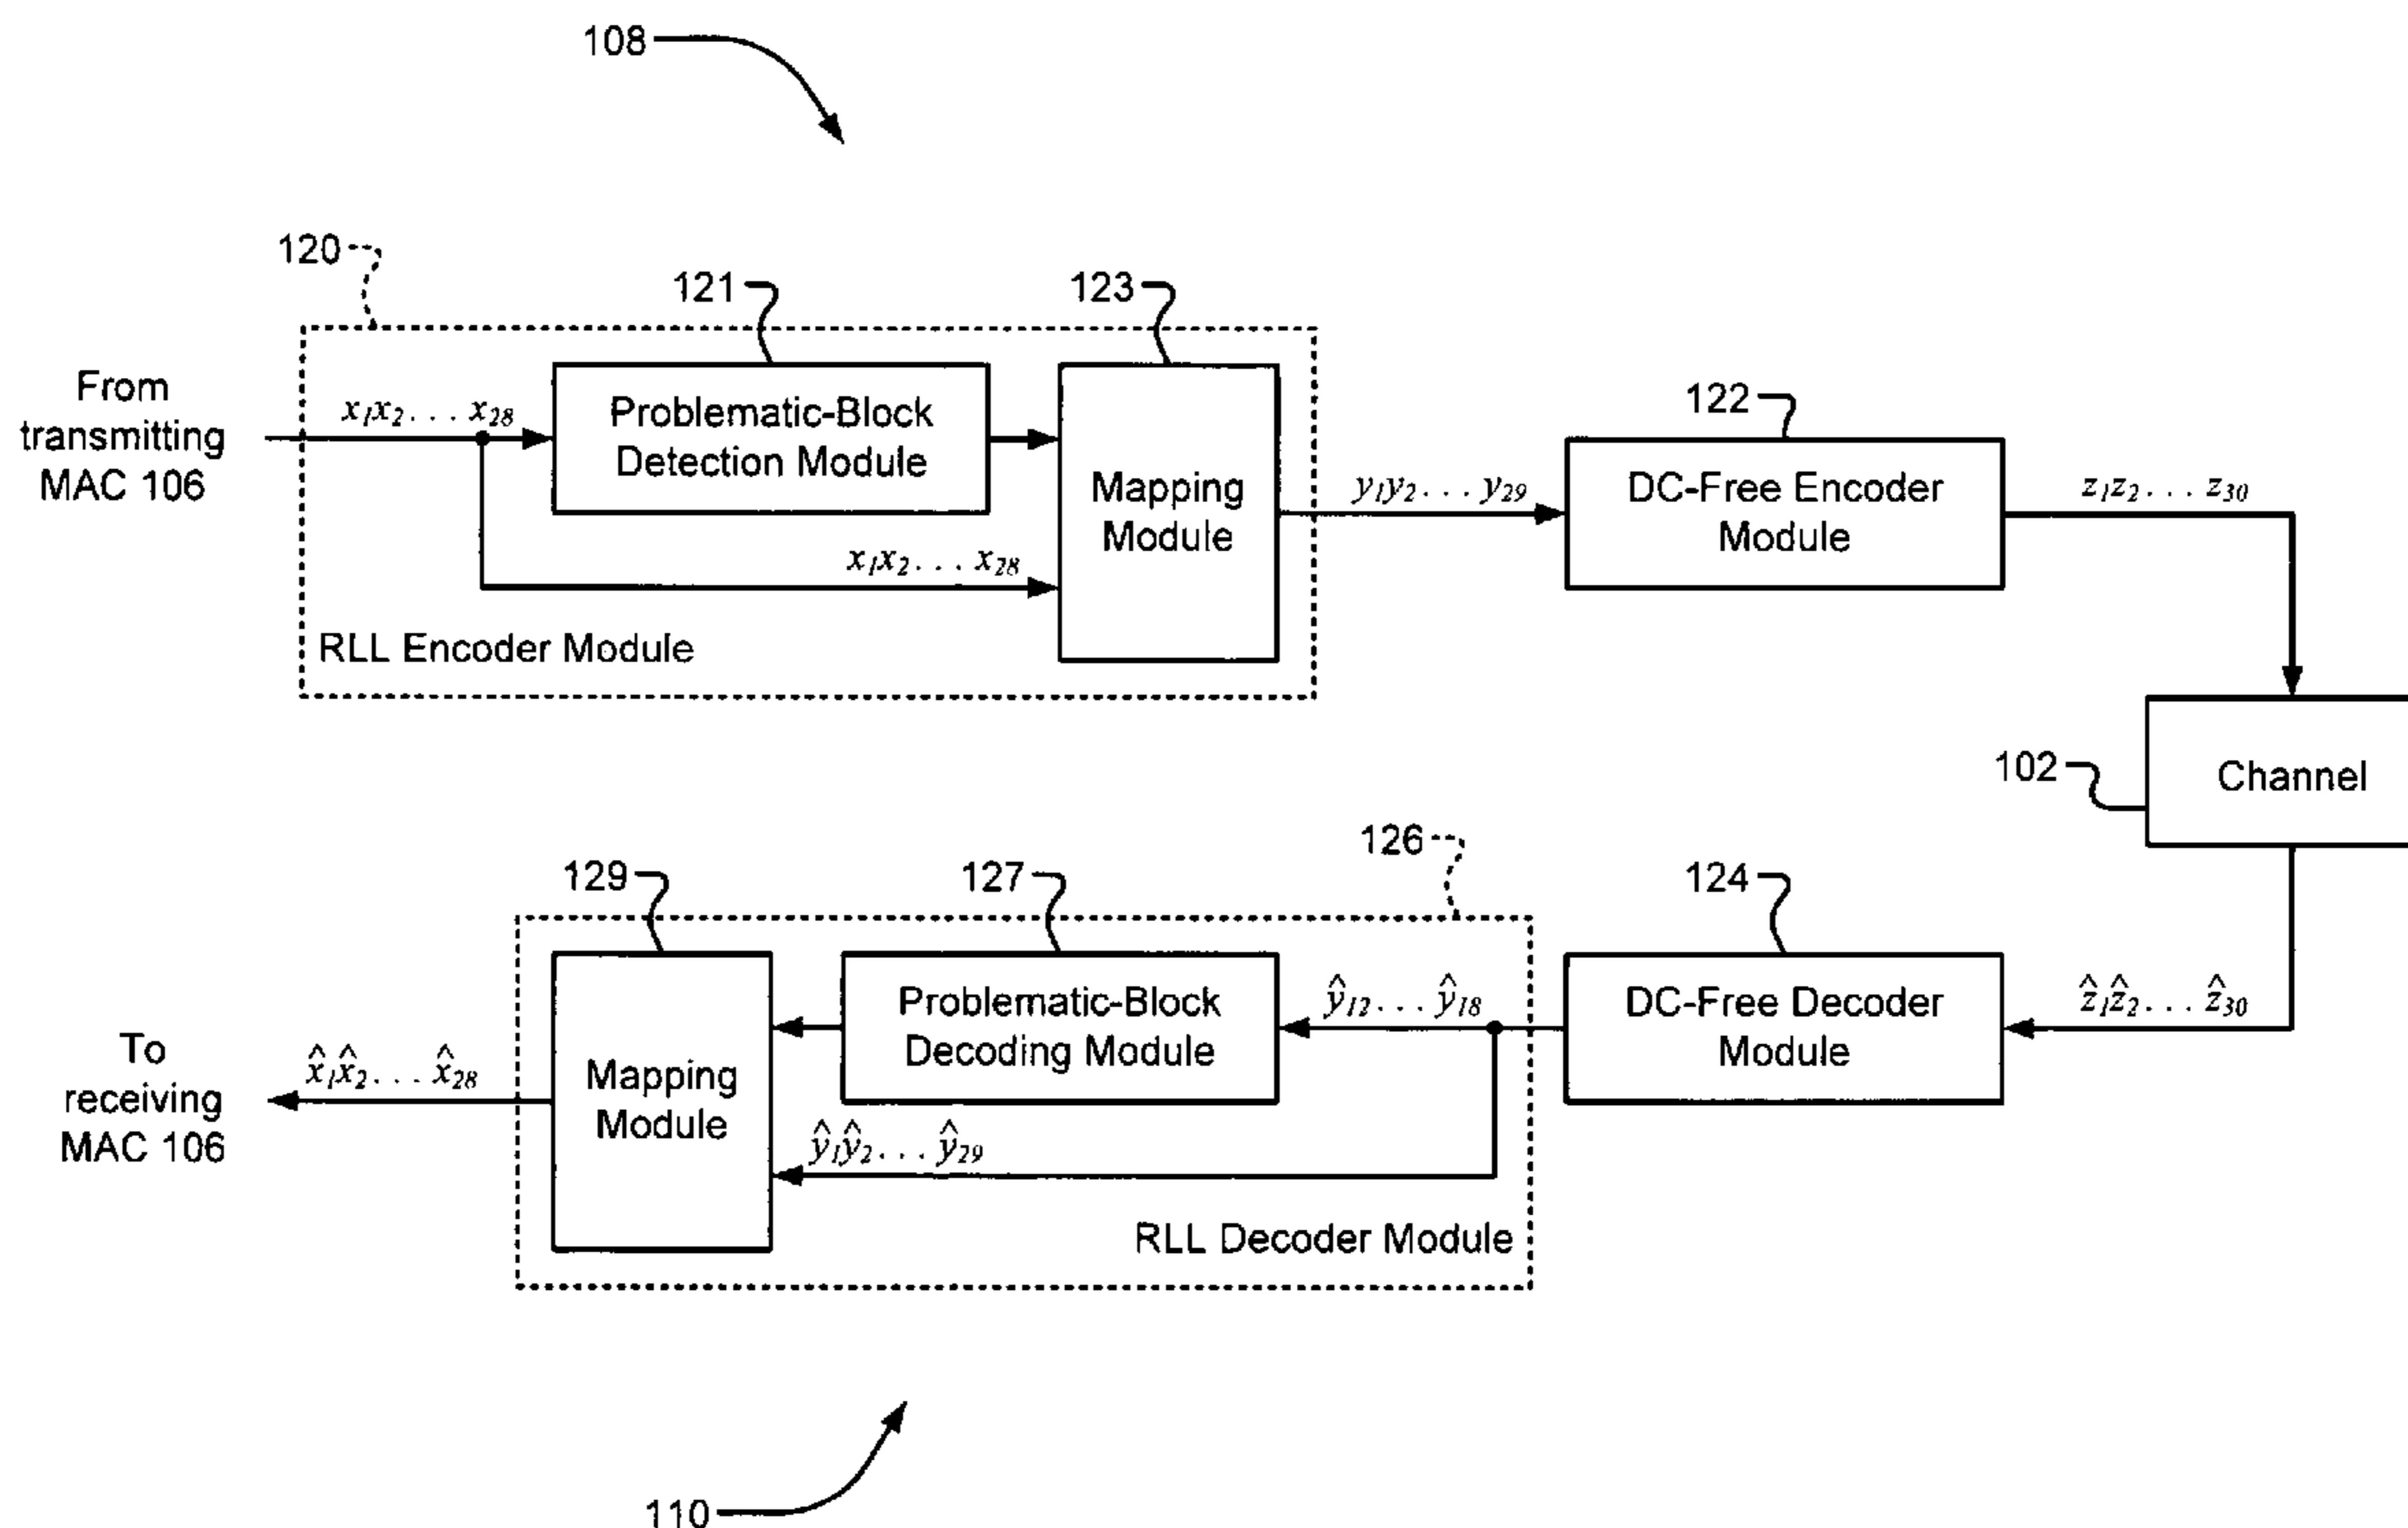 108
120
121
123
From
transmitting
MAC 106
x₁x₂ . . . x₂₈
Problematic-Block
Detection Module
Mapping
Module
x₁x₂ . . . x₂₈
RLL Encoder Module
y₁y₂ . . . y₂₉
122
DC-Free Encoder
Module
z₁z₂ . . . z₃₀
102
Channel
126
129
127
124
To
receiving
MAC 106
x̂₁x̂₂ . . . x̂₂₈
Mapping
Module
Problematic-Block
Decoding Module
ŷ₁₂ . . . ŷ₁₈
ŷ₁ŷ₂ . . . ŷ₂₉
RLL Decoder Module
DC-Free Decoder
Module
ẑ₁ẑ₂ . . . ẑ₃₀
110